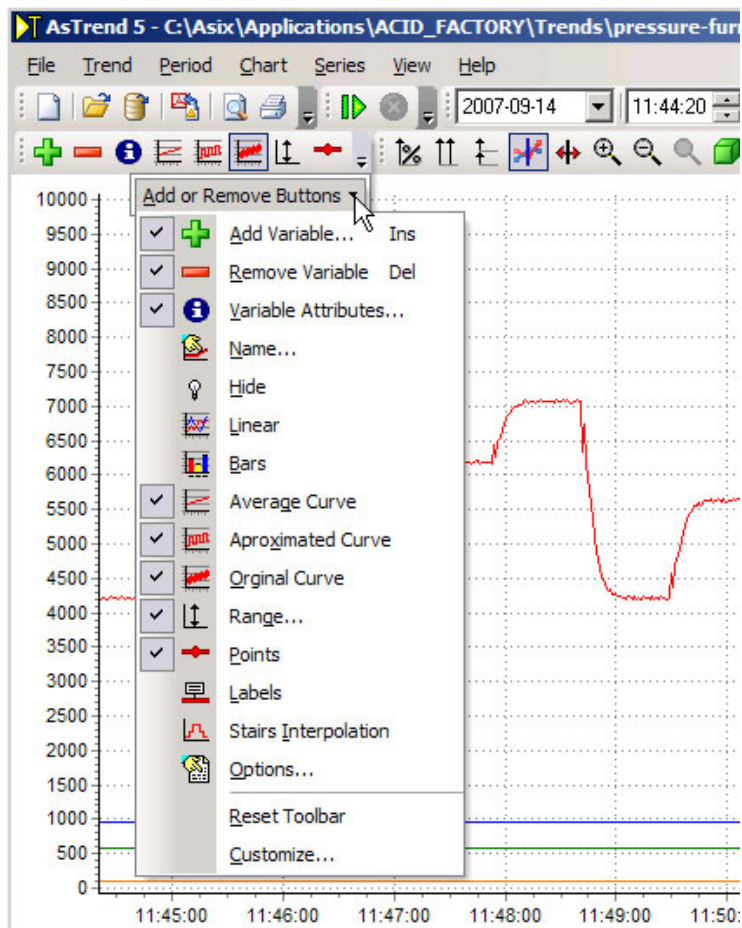 AsTrend 5 - C:\Asix\Applications\ACID_FACTORY\Trends\pressure-furn
File Trend Period Chart Series View Help
2007-09-14 11:44:20
Add or Remove Buttons
Add Variable... Ins
Remove Variable Del
Variable Attributes...
Name...
Hide
Linear
Bars
Average Curve
Aproximated Curve
Orginal Curve
Range...
Points
Labels
Stairs Interpolation
Options...
Reset Toolbar
Customize...
10000
9500
9000
8500
8000
7500
7000
6500
6000
5500
5000
4500
4000
3500
3000
2500
2000
1500
1000
500
0
11:45:00 11:46:00 11:47:00 11:48:00 11:49:00 11:50: